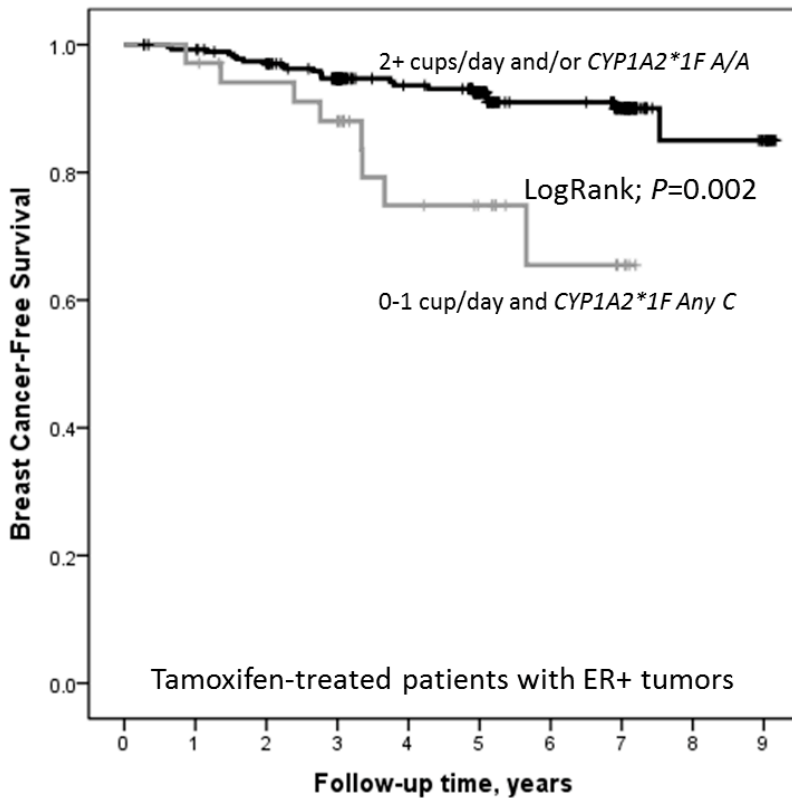 1.0
2+ cups/day and/or CYP1A2*1F A/A
0.8
LogRank; P=0.002
0.6
0-1 cup/day and CYP1A2*1F Any C
0.4
0.2
0.0
Tamoxifen-treated patients with ER+ tumors
Breast Cancer-Free Survival
0 1 2 3 4 5 6 7 8 9
Follow-up time, years